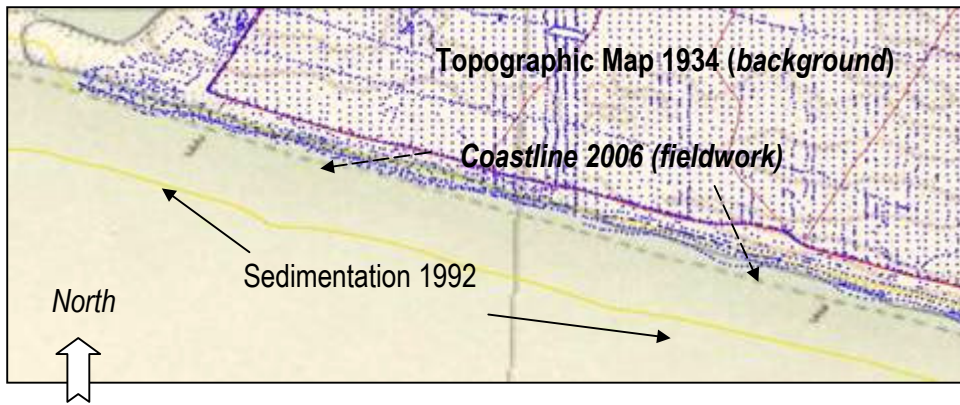 Topographic Map 1934 (background)
Coastline 2006 (fieldwork)
Sedimentation 1992
North